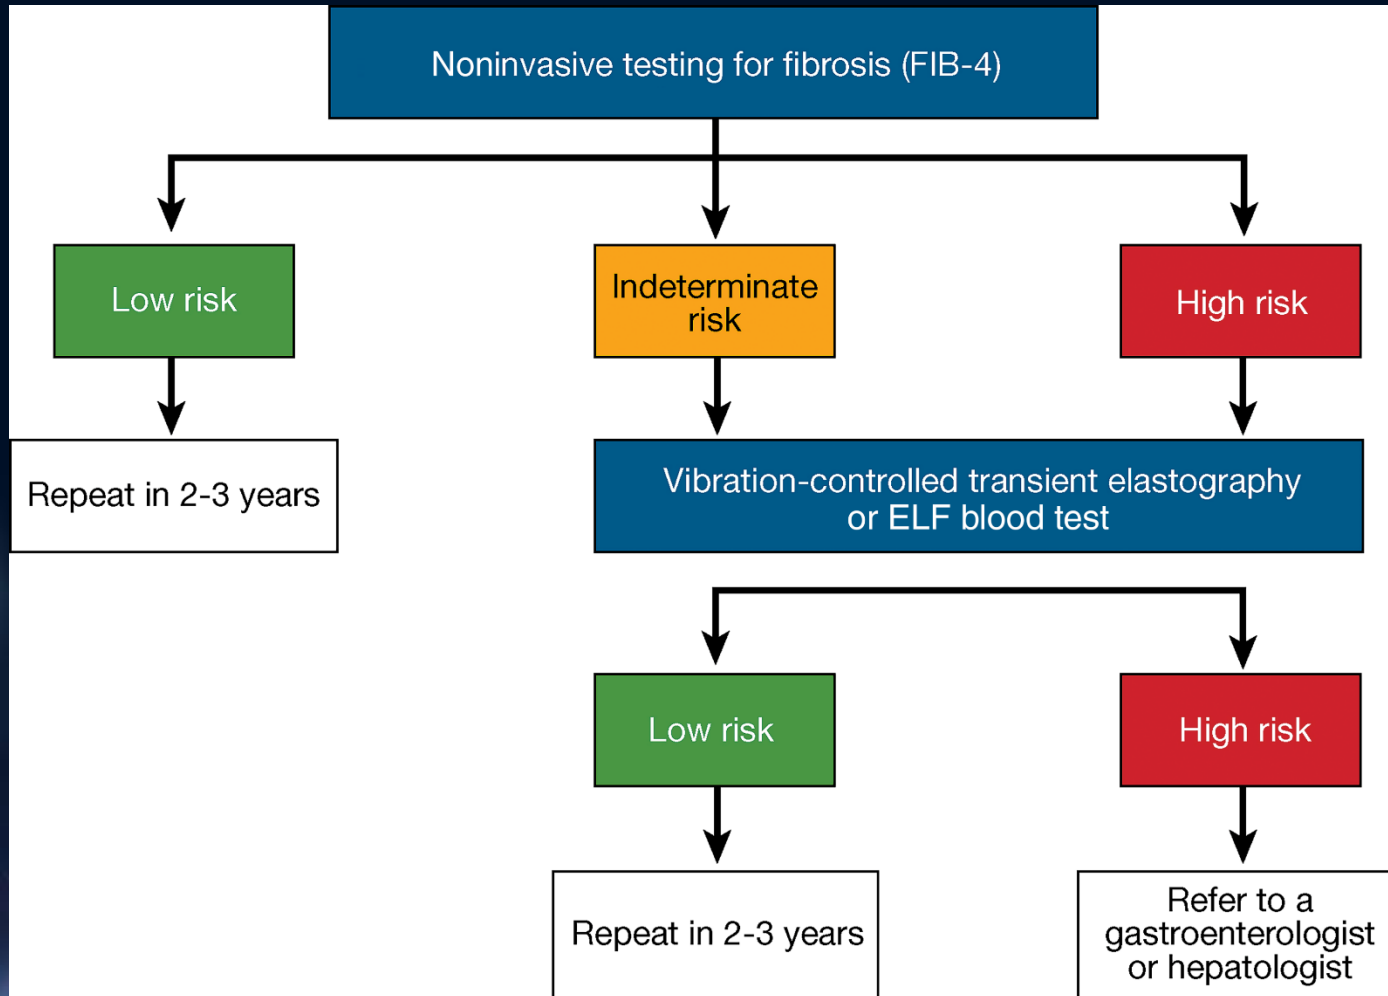 Noninvasive testing for fibrosis (FIB-4)
Low risk
Indeterminate
risk
High risk
Repeat in 2-3 years
Vibration-controlled transient elastography
or ELF blood test
Low risk
High risk
Repeat in 2-3 years
Refer to a
gastroenterologist
or hepatologist